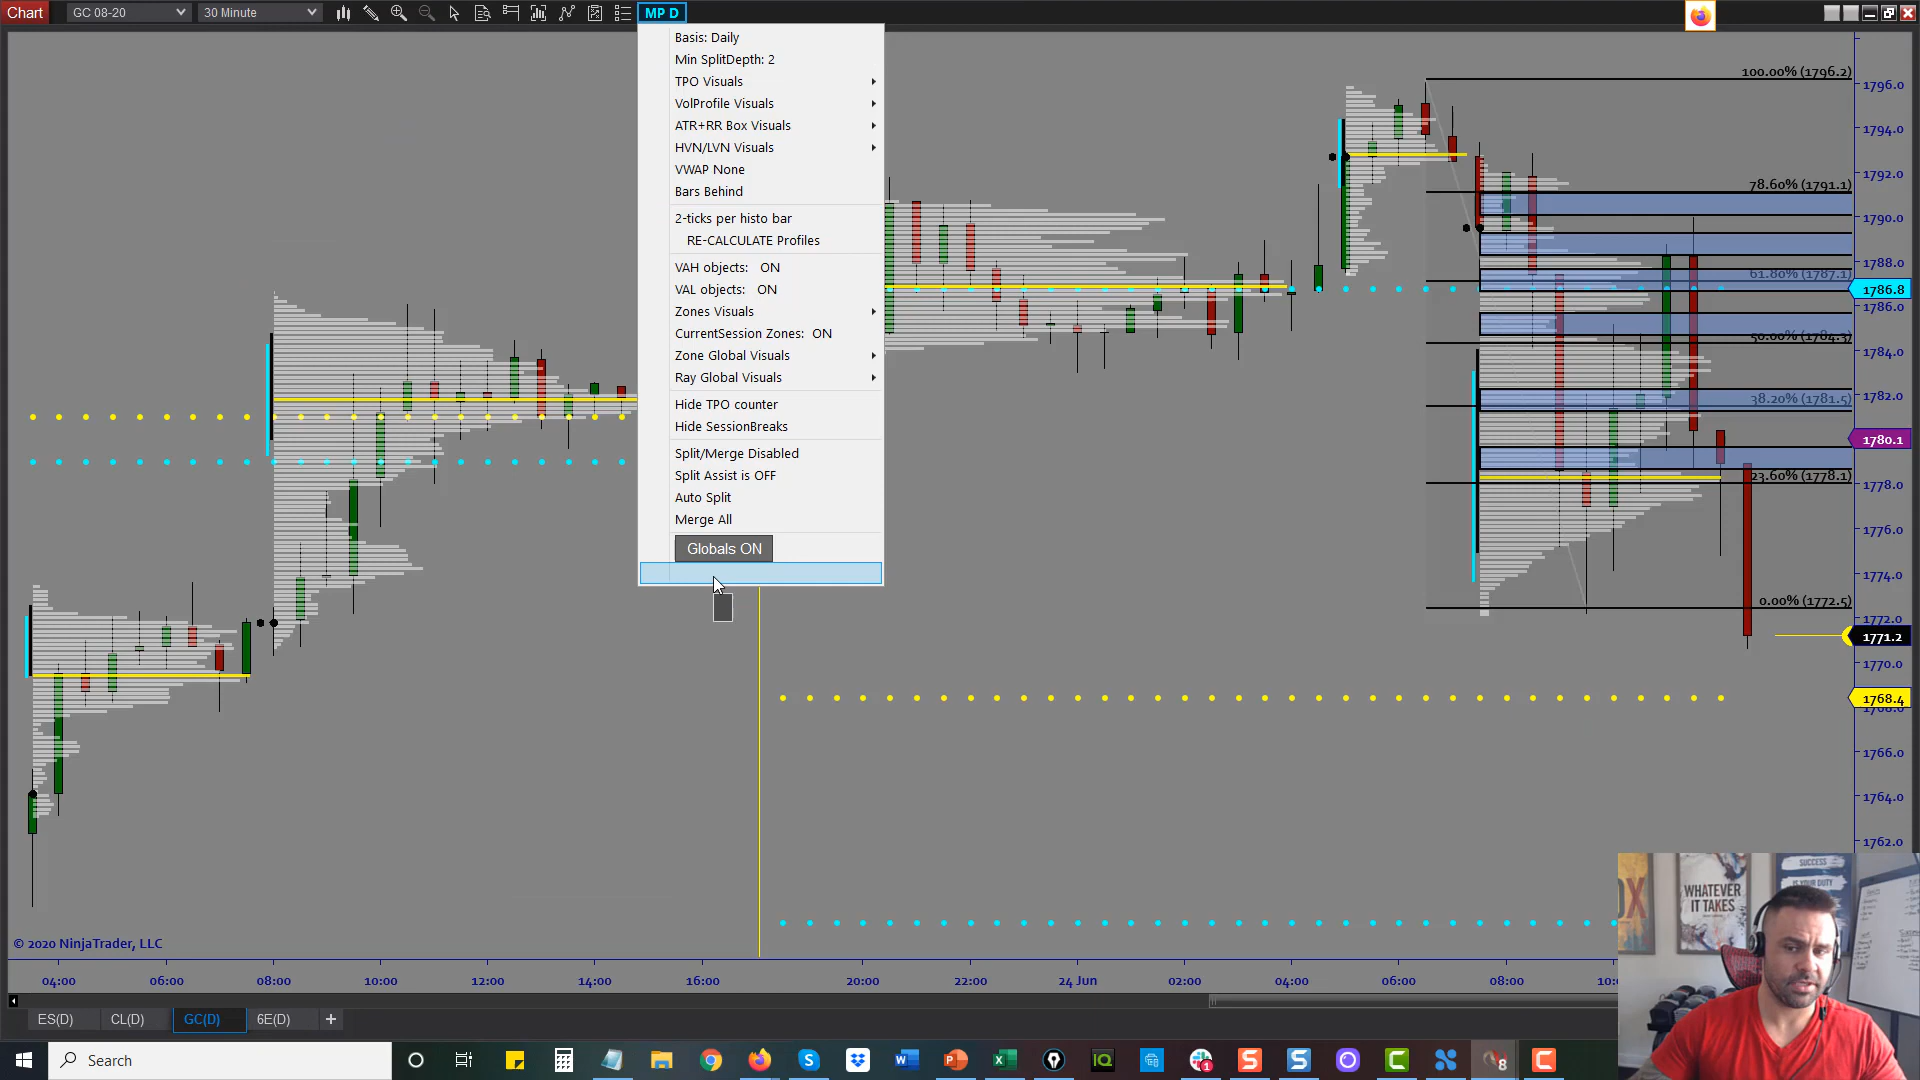 Chart
GC 08-20
30 Minute
MP D
Basis: Daily
Min SplitDepth: 2
TPO Visuals
VolProfile Visuals
ATR+RR Box Visuals
HVN/LVN Visuals
VWAP None
Bars Behind
2-ticks per histo bar
RE-CALCULATE Profiles
VAH objects: ON
VAL objects: ON
Zones Visuals
CurrentSession Zones: ON
Zone Global Visuals
Ray Global Visuals
Hide TPO counter
Hide SessionBreaks
Split/Merge Disabled
Split Assist is OFF
Auto Split
Merge All
Globals ON
100.00% (1796.2)
78.60% (1791.1)
61.80% (1787.1)
50.00% (1784.3)
38.20% (1781.5)
23.60% (1778.1)
0.00% (1772.5)
1796.0
1794.0
1792.0
1790.0
1788.0
1786.8
1786.0
1784.0
1782.0
1780.1
1778.0
1776.0
1774.0
1772.0
1771.2
1770.0
1768.4
1766.0
1764.0
1762.0
WHATEVER
IT TAKES
SUCCESS
© 2020 NinjaTrader, LLC
04:00
06:00
08:00
10:00
12:00
14:00
16:00
20:00
22:00
24 Jun
02:00
04:00
06:00
08:00
ES(D)
CL(D)
GC(D)
6E(D)
+
Search